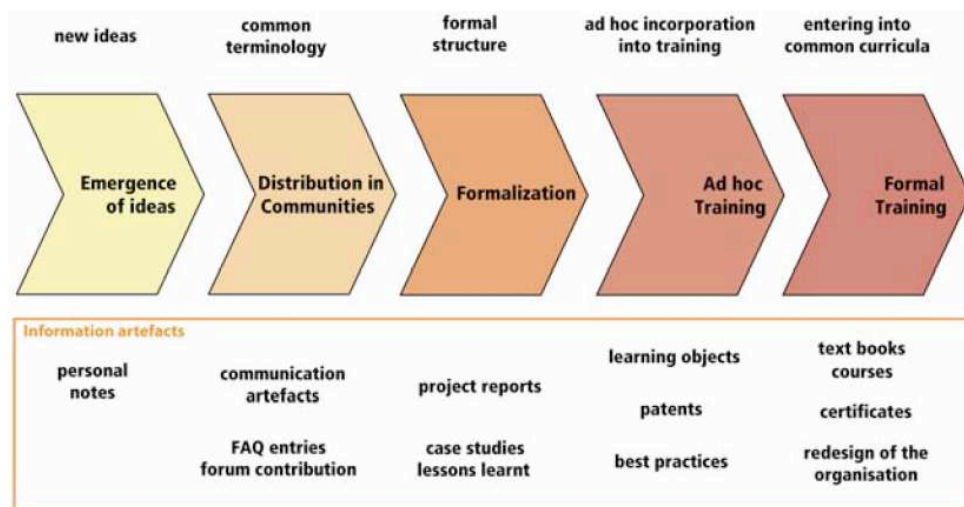 new ideas
common
terminology
formal
structure
ad hoc incorporation
into training
entering into
common curricula
Emergence
of ideas
Distribution in
Communities
Formalization
Ad hoc
Training
Formal
Training
Information artefacts
personal
notes
communication
artefacts
FAQ entries
forum contribution
project reports
case studies
lessons learnt
learning objects
patents
best practices
text books
courses
certificates
redesign of the
organisation